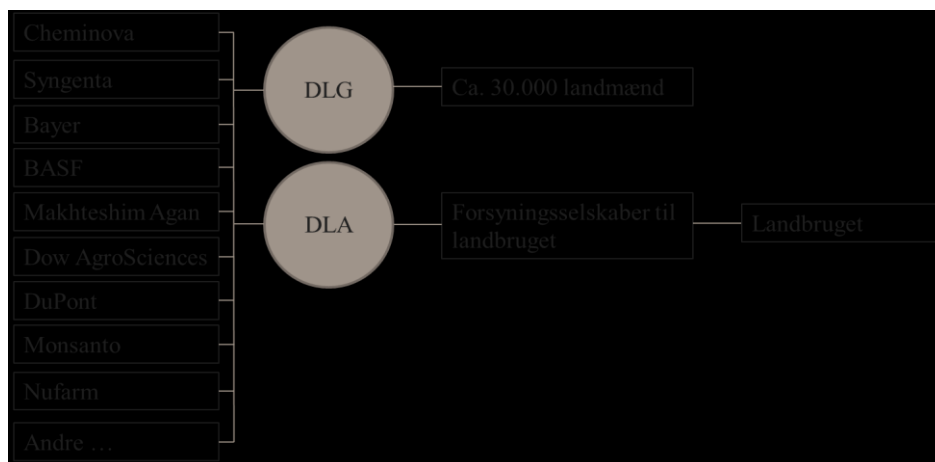 Cheminova
Syngenta
Bayer
BASF
Makhteshim Agan
Dow AgroSciences
DuPont
Monsanto
Nufarm
Andre …
DLG
DLA
Ca. 30.000 landmænd
Forsyningsselskaber til
landbruget
Landbruget